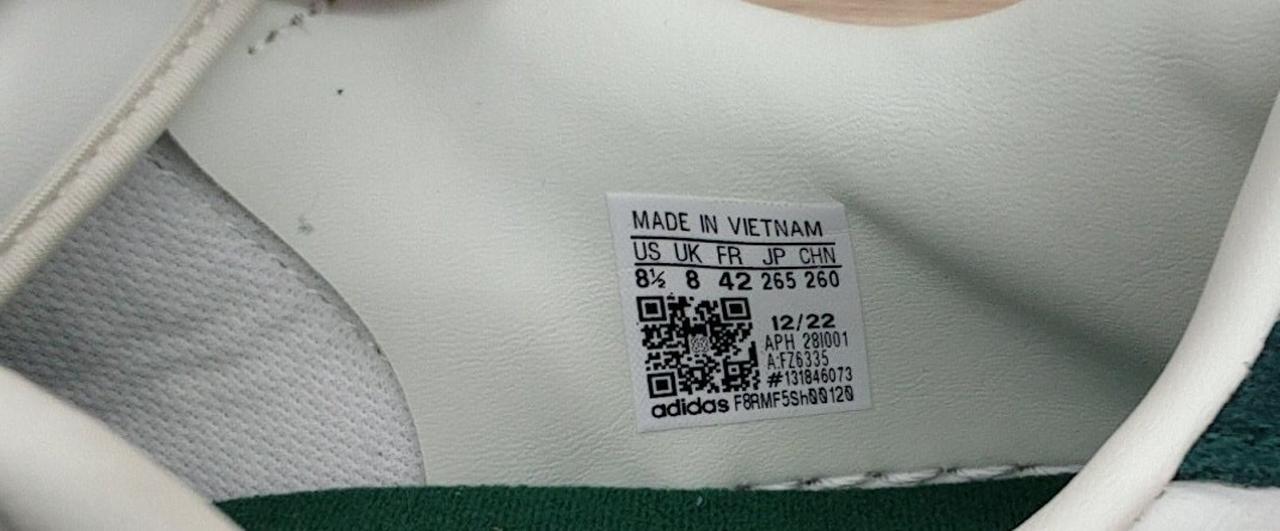 MADE IN VIETNAM
US UK FR JP CHN
8½ 8 42 265 260
12/22
APH 28I001
A:FZ6335
#131846073
adidas F8RMF5Sh00120